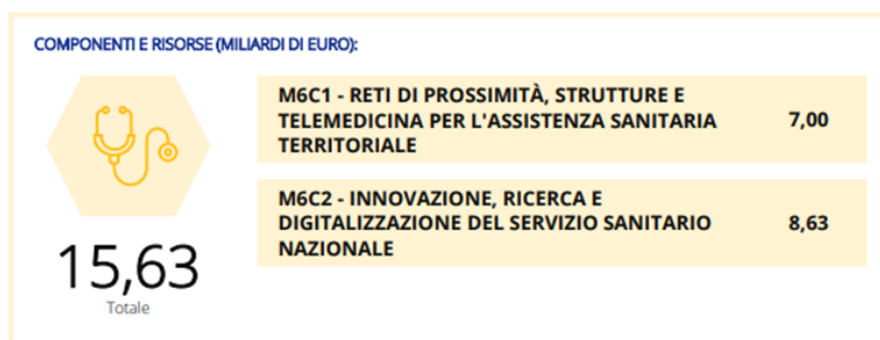 COMPONENTI E RISORSE (MILIARDI DI EURO):
M6C1 - RETI DI PROSSIMITÀ, STRUTTURE E
TELEMEDICINA PER L'ASSISTENZA SANITARIA
TERRITORIALE
7,00
M6C2 - INNOVAZIONE, RICERCA E
DIGITALIZZAZIONE DEL SERVIZIO SANITARIO
NAZIONALE
8,63
15,63
Totale